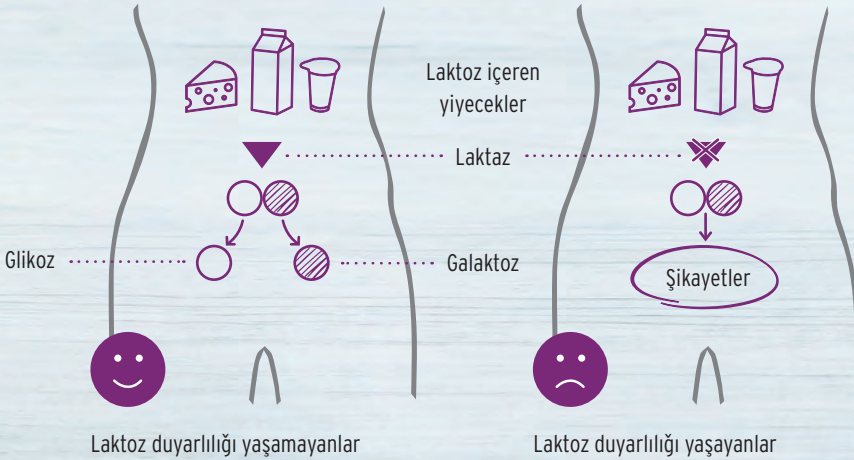 Laktoz içeren
yiyecekler
Laktaz
Glikoz
Galaktoz
Şikayetler
Laktoz duyarlılığı yaşamayanlar
Laktoz duyarlılığı yaşayanlar